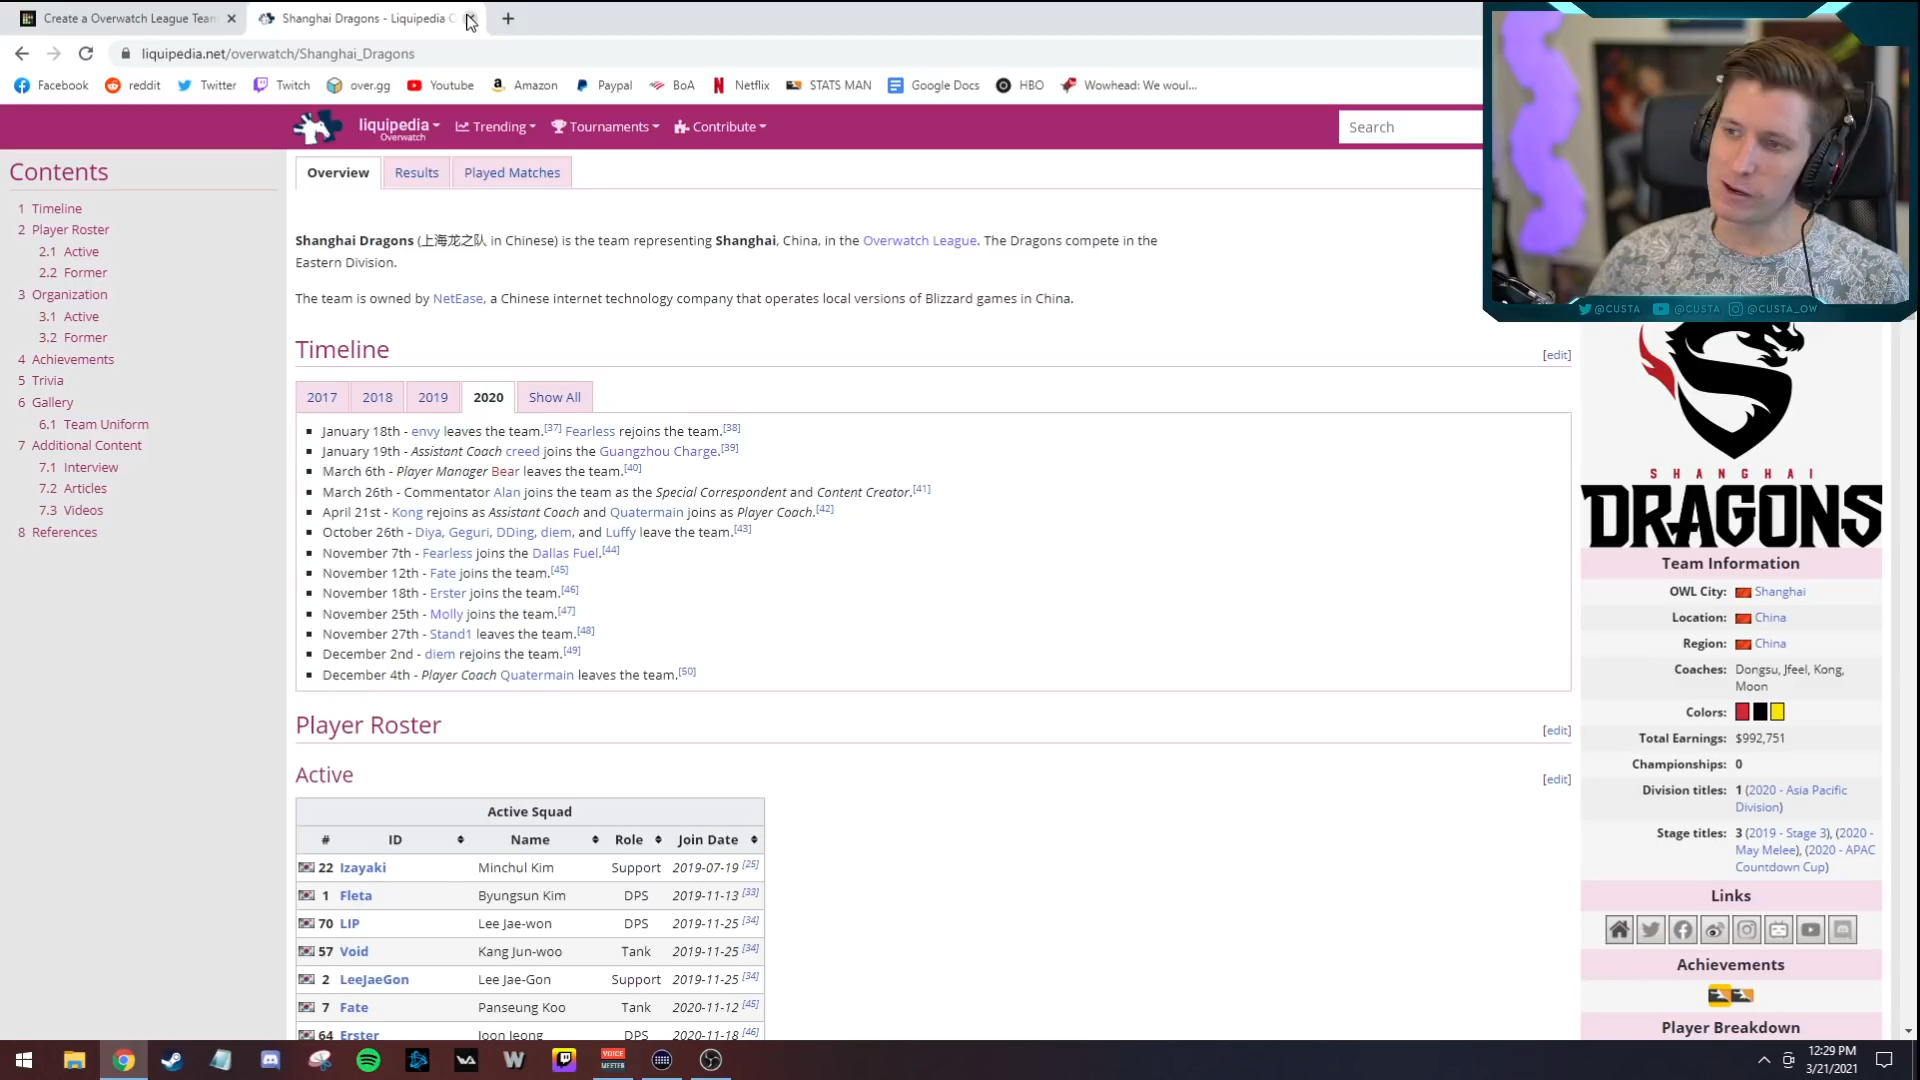 Create a Overwatch League Team
Shanghai Dragons - Liquipedia O
liquipedia.net/overwatch/Shanghai_Dragons
Facebook reddit Twitter Twitch over.gg Youtube Amazon Paypal BoA Netflix STATS MAN Google Docs HBO Wowhead: We woul...
liquipedia Trending Tournaments Contribute
Overwatch
Search
@CUSTA @CUSTA @CUSTA_OW
Contents
1 Timeline
2 Player Roster
2.1 Active
2.2 Former
3 Organization
3.1 Active
3.2 Former
4 Achievements
5 Trivia
6 Gallery
6.1 Team Uniform
7 Additional Content
7.1 Interview
7.2 Articles
7.3 Videos
8 References
Overview Results Played Matches
Shanghai Dragons (上海龙之队 in Chinese) is the team representing Shanghai, China, in the Overwatch League. The Dragons compete in the
Eastern Division.
The team is owned by NetEase, a Chinese internet technology company that operates local versions of Blizzard games in China.
Timeline [edit]
2017 2018 2019 2020 Show All
January 18th - envy leaves the team.[37] Fearless rejoins the team.[38]
January 19th - Assistant Coach creed joins the Guangzhou Charge.[39]
March 6th - Player Manager Bear leaves the team.[40]
March 26th - Commentator Alan joins the team as the Special Correspondent and Content Creator.[41]
April 21st - Kong rejoins as Assistant Coach and Quatermain joins as Player Coach.[42]
October 26th - Diya, Geguri, DDing, diem, and Luffy leave the team.[43]
November 7th - Fearless joins the Dallas Fuel.[44]
November 12th - Fate joins the team.[45]
November 18th - Erster joins the team.[46]
November 25th - Molly joins the team.[47]
November 27th - Stand1 leaves the team.[48]
December 2nd - diem rejoins the team.[49]
December 4th - Player Coach Quatermain leaves the team.[50]
Player Roster [edit]
Active [edit]
Active Squad
# ID Name Role Join Date
22 Izayaki Minchul Kim Support 2019-07-19 [25]
1 Fleta Byungsun Kim DPS 2019-11-13 [33]
70 LIP Lee Jae-won DPS 2019-11-25 [34]
57 Void Kang Jun-woo Tank 2019-11-25 [34]
2 LeeJaeGon Lee Jae-Gon Support 2019-11-25 [34]
7 Fate Panseung Koo Tank 2020-11-12 [45]
64 Erster Joon Jeong DPS 2020-11-18 [46]
SHANGHAI
DRAGONS
Team Information
OWL City: Shanghai
Location: China
Region: China
Coaches: Dongsu, Jfeel, Kong,
Moon
Colors:
Total Earnings: $992,751
Championships: 0
Division titles: 1 (2020 - Asia Pacific
Division)
Stage titles: 3 (2019 - Stage 3), (2020 -
May Melee), (2020 - APAC
Countdown Cup)
Links
Achievements
Player Breakdown
VOICE
MEETER
12:29 PM
3/21/2021